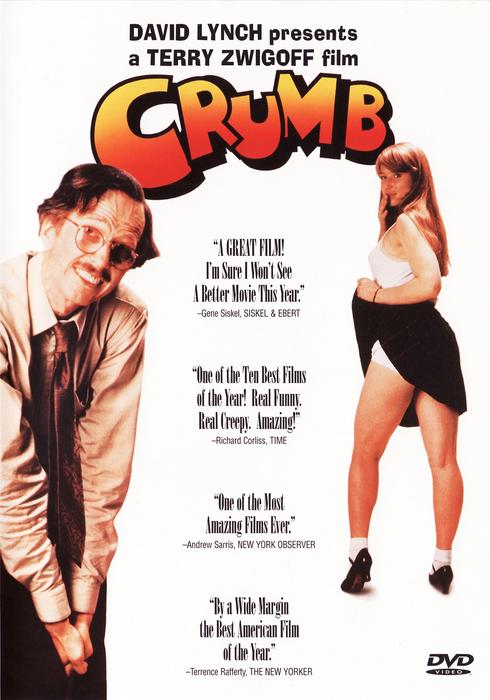 DAVID LYNCH presents
a TERRY ZWIGOFF film
CRUMB
“A GREAT FILM!
I'm Sure I Won't See
A Better Movie This Year.”
–Gene Siskel, SISKEL & EBERT
“One of the Ten Best Films
of the Year! Real Funny.
Real Creepy. Amazing!”
–Richard Corliss, TIME
“One of the Most
Amazing Films Ever.”
–Andrew Sarris, NEW YORK OBSERVER
“By a Wide Margin
the Best American Film
of the Year.”
–Terrence Rafferty, THE NEW YORKER
DVD
VIDEO